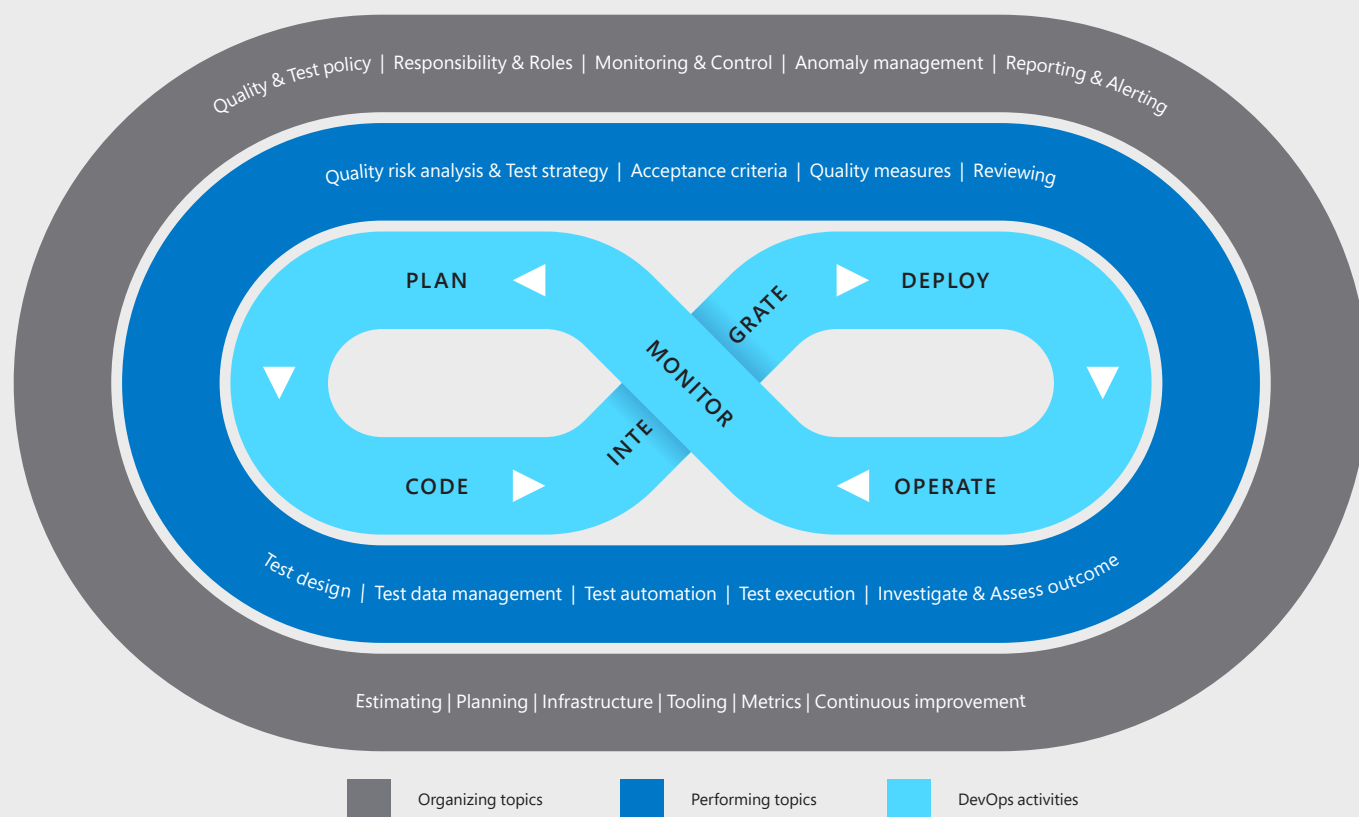 Quality & Test policy | Responsibility & Roles | Monitoring & Control | Anomaly management | Reporting & Alerting
Quality risk analysis & Test strategy | Acceptance criteria | Quality measures | Reviewing
PLAN
DEPLOY
INTEGRATE
MONITOR
CODE
OPERATE
Test design | Test data management | Test automation | Test execution | Investigate & Assess outcome
Estimating | Planning | Infrastructure | Tooling | Metrics | Continuous improvement
Organizing topics
Performing topics
DevOps activities